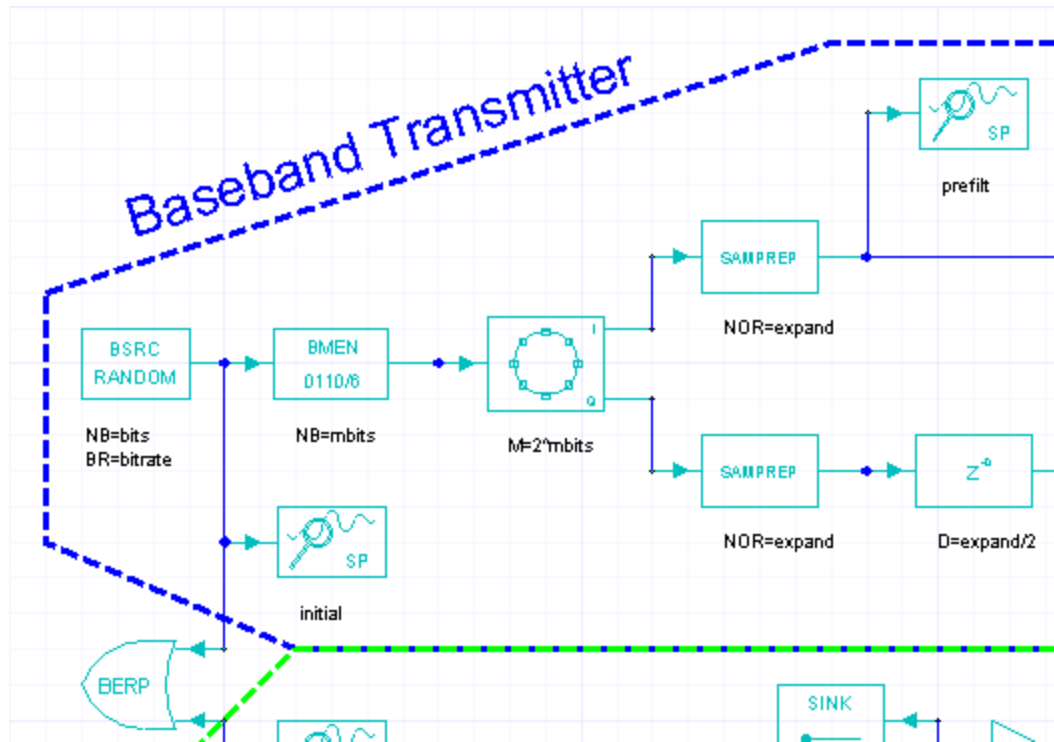 Baseband Transmitter
SP
prefilt
SAMPREP
NOR=expand
BSRC
RANDOM
NB=bits
BR=bitrate
BMEN
0110/6
NB=mbits
I
Q
M=2^mbits
SAMPREP
NOR=expand
Z^-D
D=expand/2
SP
initial
BERP
SINK